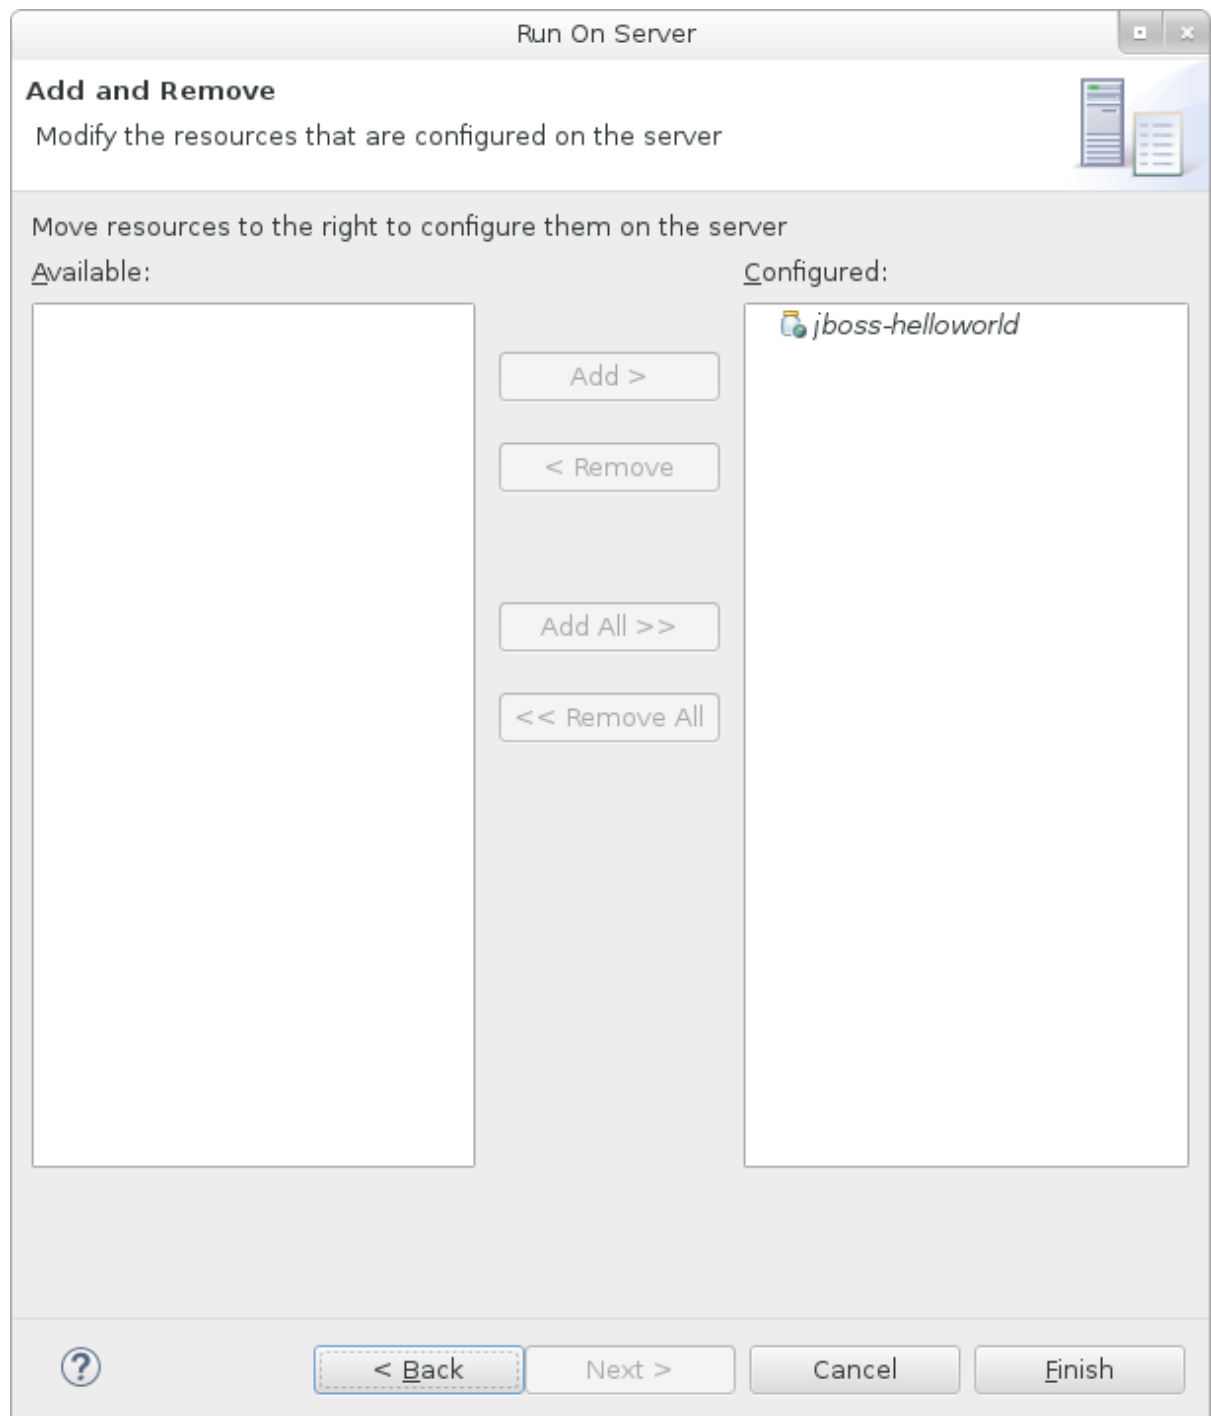 Run On Server
Add and Remove
Modify the resources that are configured on the server
Move resources to the right to configure them on the server
Available:
Configured:
jboss-helloworld
Add >
< Remove
Add All >>
<< Remove All
?
< Back
Next >
Cancel
Finish